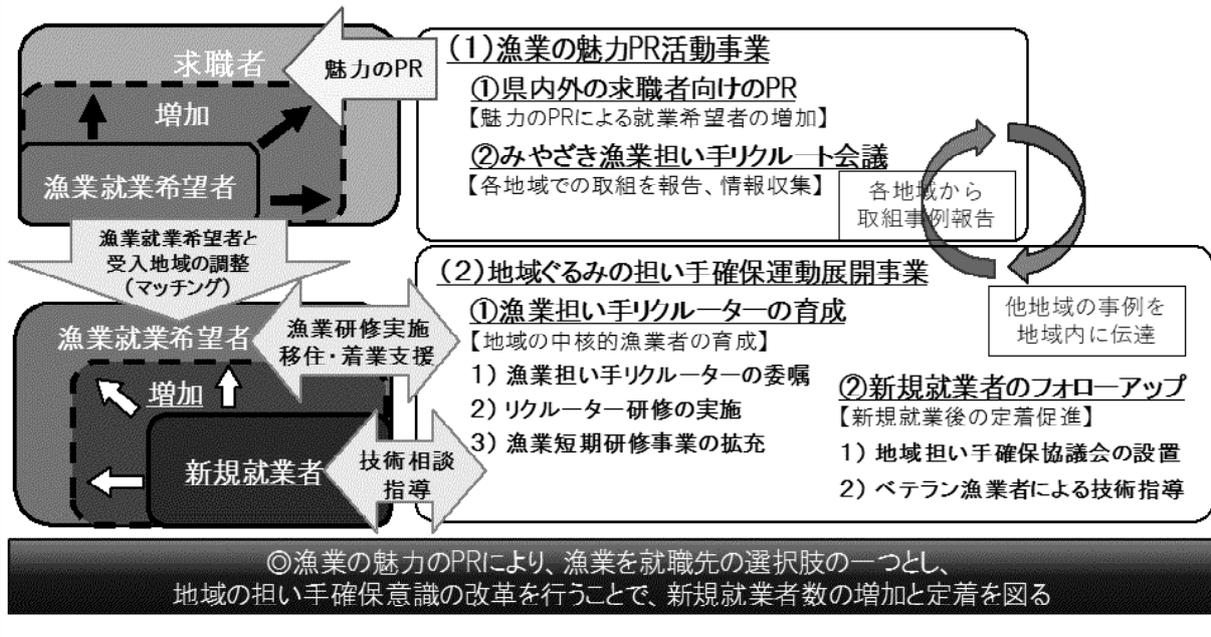 求職者
増加
漁業就業希望者
魅力のPR
(1)漁業の魅力PR活動事業
①県内外の求職者向けのPR
【魅力のPRによる就業希望者の増加】
②みやざき漁業担い手リクルート会議
【各地域での取組を報告、情報収集】
各地域から
取組事例報告
漁業就業希望者と
受入地域の調整
(マッチング)
漁業就業希望者
増加
新規就業者
漁業研修実施
移住・着業支援
技術相談
指導
(2)地域ぐるみの担い手確保運動展開事業
①漁業担い手リクルーターの育成
【地域の中核的漁業者の育成】
1) 漁業担い手リクルーターの委嘱
2) リクルーター研修の実施
3) 漁業短期研修事業の拡充
他地域の事例を
地域内に伝達
②新規就業者のフォローアップ
【新規就業後の定着促進】
1) 地域担い手確保協議会の設置
2) ベテラン漁業者による技術指導
◎漁業の魅力のPRにより、漁業を就職先の選択肢の一つとし、
地域の担い手確保意識の改革を行うことで、新規就業者数の増加と定着を図る